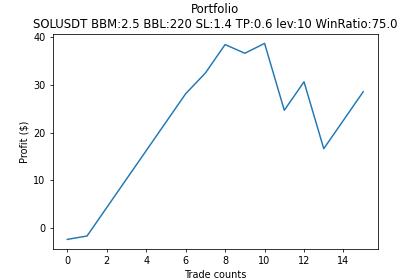 Portfolio
SOLUSDT BBM:2.5 BBL:220 SL:1.4 TP:0.6 lev:10 WinRatio:75.0
40
30
20
10
0
Profit ($)
0 2 4 6 8 10 12 14
Trade counts